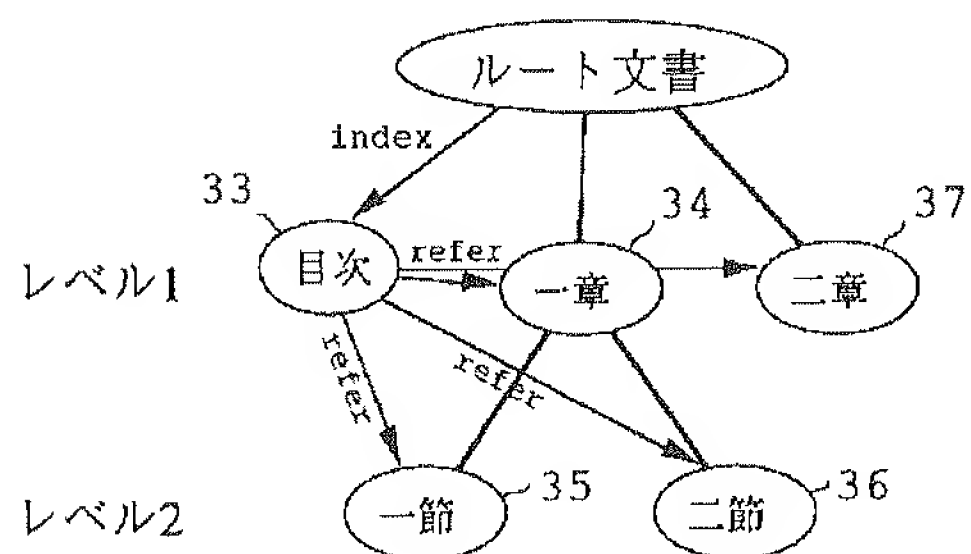 ルート文書
index
33
34
37
目次
refer
レベル1
一章
二章
refer
refer
35
36
レベル2
一節
二節